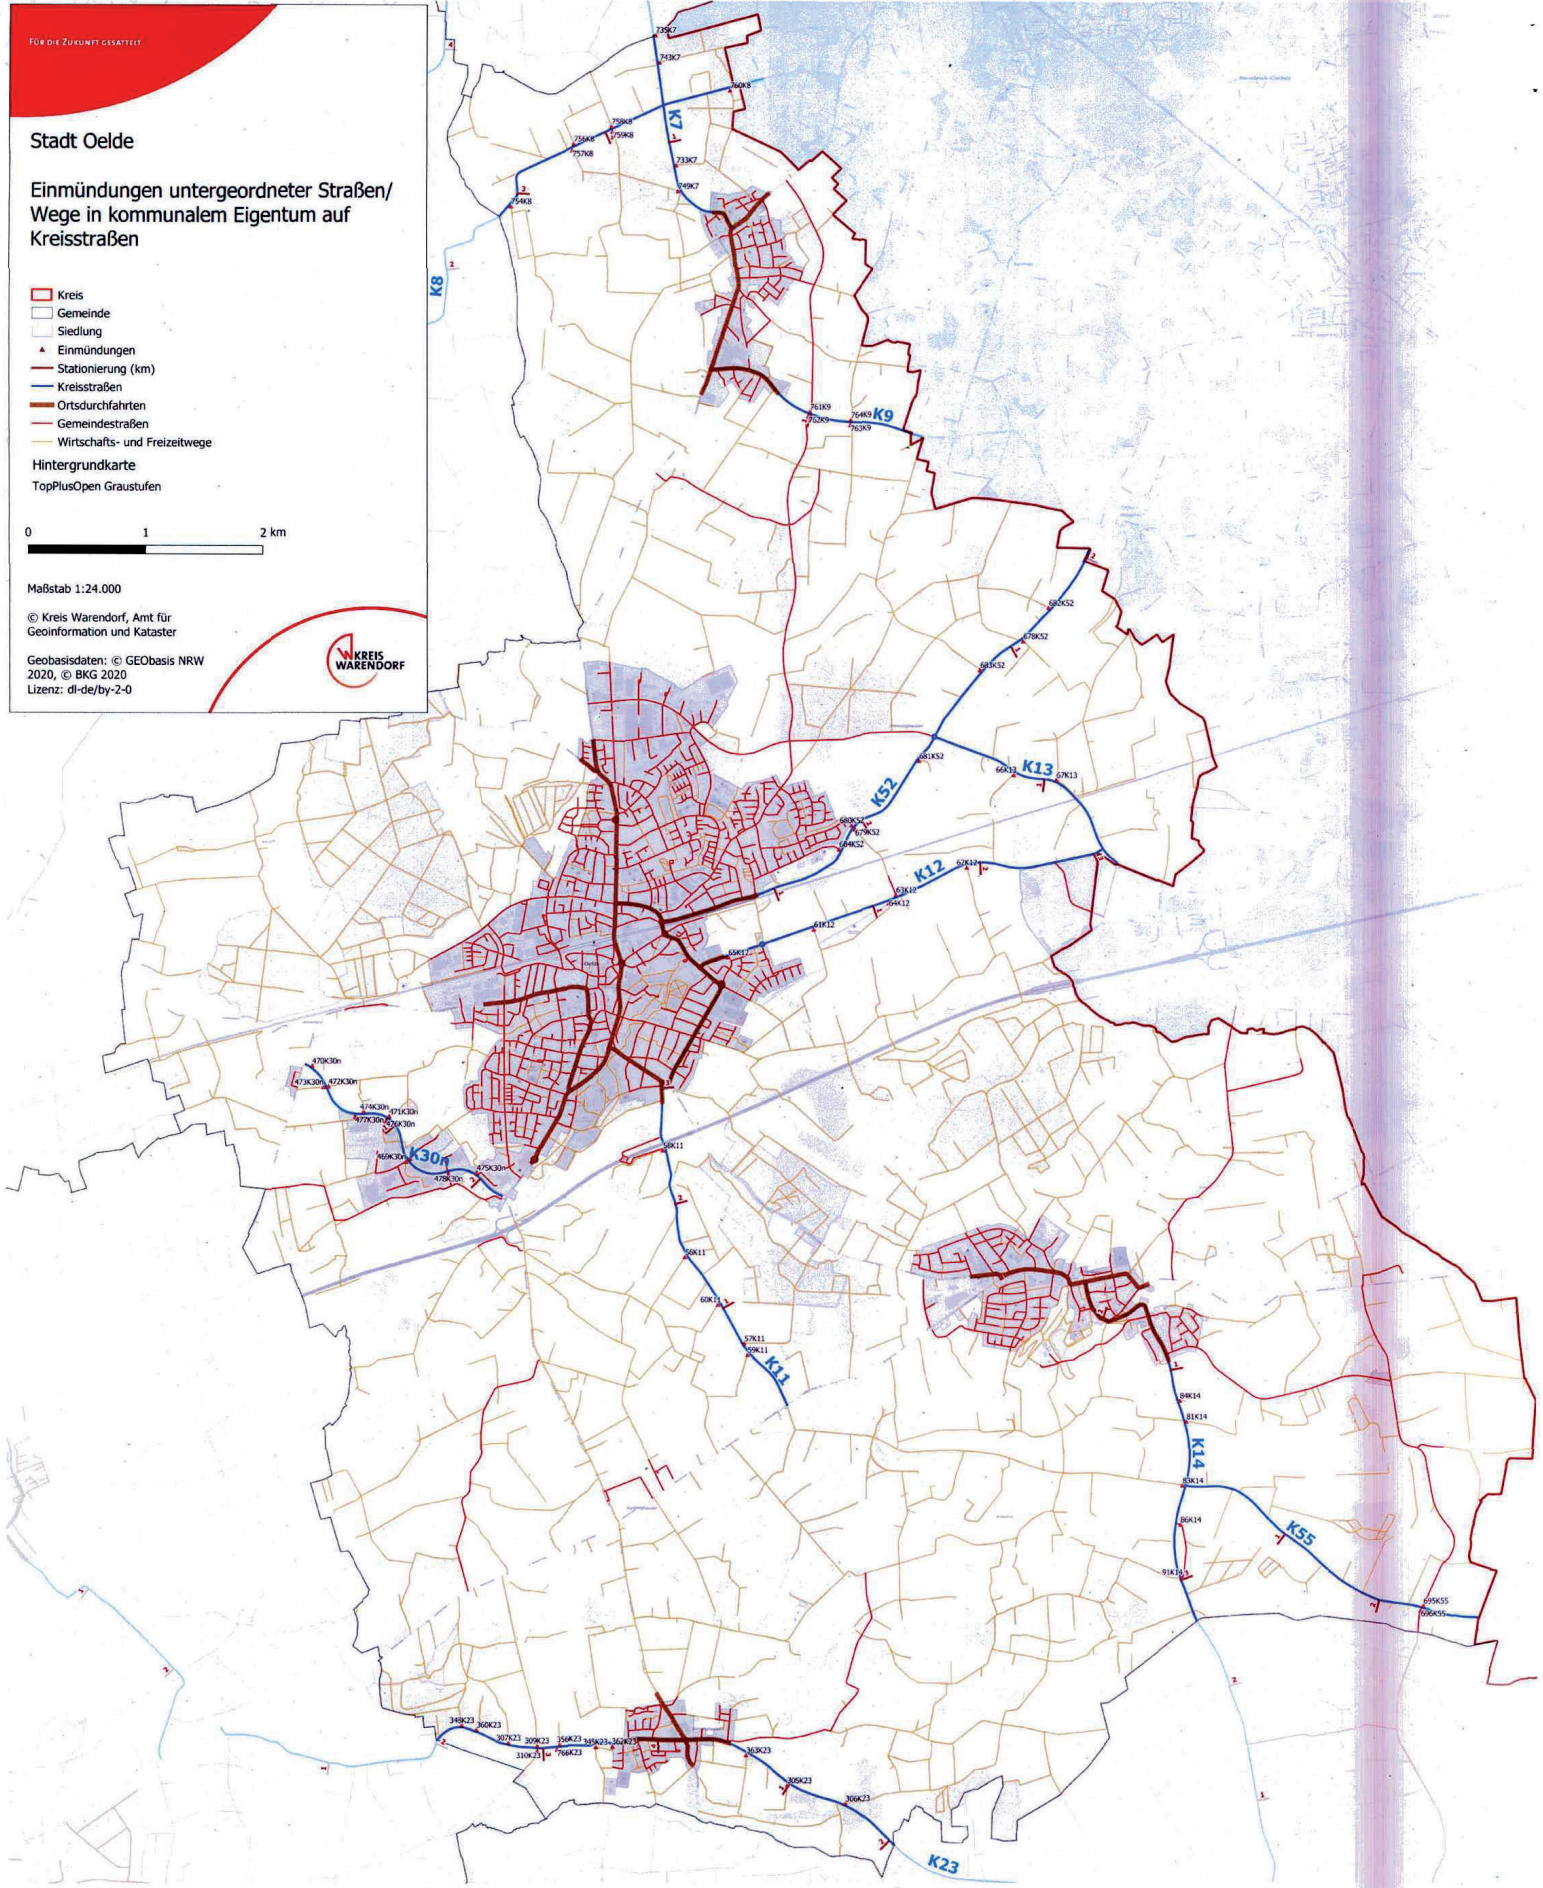 FÜR DIE ZUKUNFT GESATTELT
Stadt Oelde
Einmündungen untergeordneter Straßen/
Wege in kommunalem Eigentum auf
Kreisstraßen
Kreis
Gemeinde
Siedlung
Einmündungen
Stationierung (km)
Kreisstraßen
Ortsdurchfahrten
Gemeindestraßen
Wirtschafts- und Freizeitwege
Hintergrundkarte
TopPlusOpen Graustufen
0 1 2 km
Maßstab 1:24.000
© Kreis Warendorf, Amt für
Geoinformation und Kataster
Geobasisdaten: © GEObasis NRW
2020, © BKG 2020
Lizenz: dl-de/by-2-0
KREIS
WARENDORF
735K7
743K7
760K8
K7
758K8
759K8
756K8
757K8
733K7
749K7
754K8
K8
761K9
762K9
764K9
763K9
K9
682K52
678K52
683K52
681K52
K52
66K13
K13
67K13
680K52
679K52
684K52
K12
62K12
63K12
64K12
61K12
65K12
470K30n
473K30n
472K30n
474K30n
471K30n
477K30n
476K30n
469K30n
K30n
478K30n
475K30n
58K11
56K11
60K11
57K11
59K11
K11
84K14
81K14
K14
83K14
86K14
91K14
K55
695K55
696K55
348K23
360K23
307K23
309K23
310K23
356K23
766K23
345K23
362K23
363K23
305K23
306K23
K23